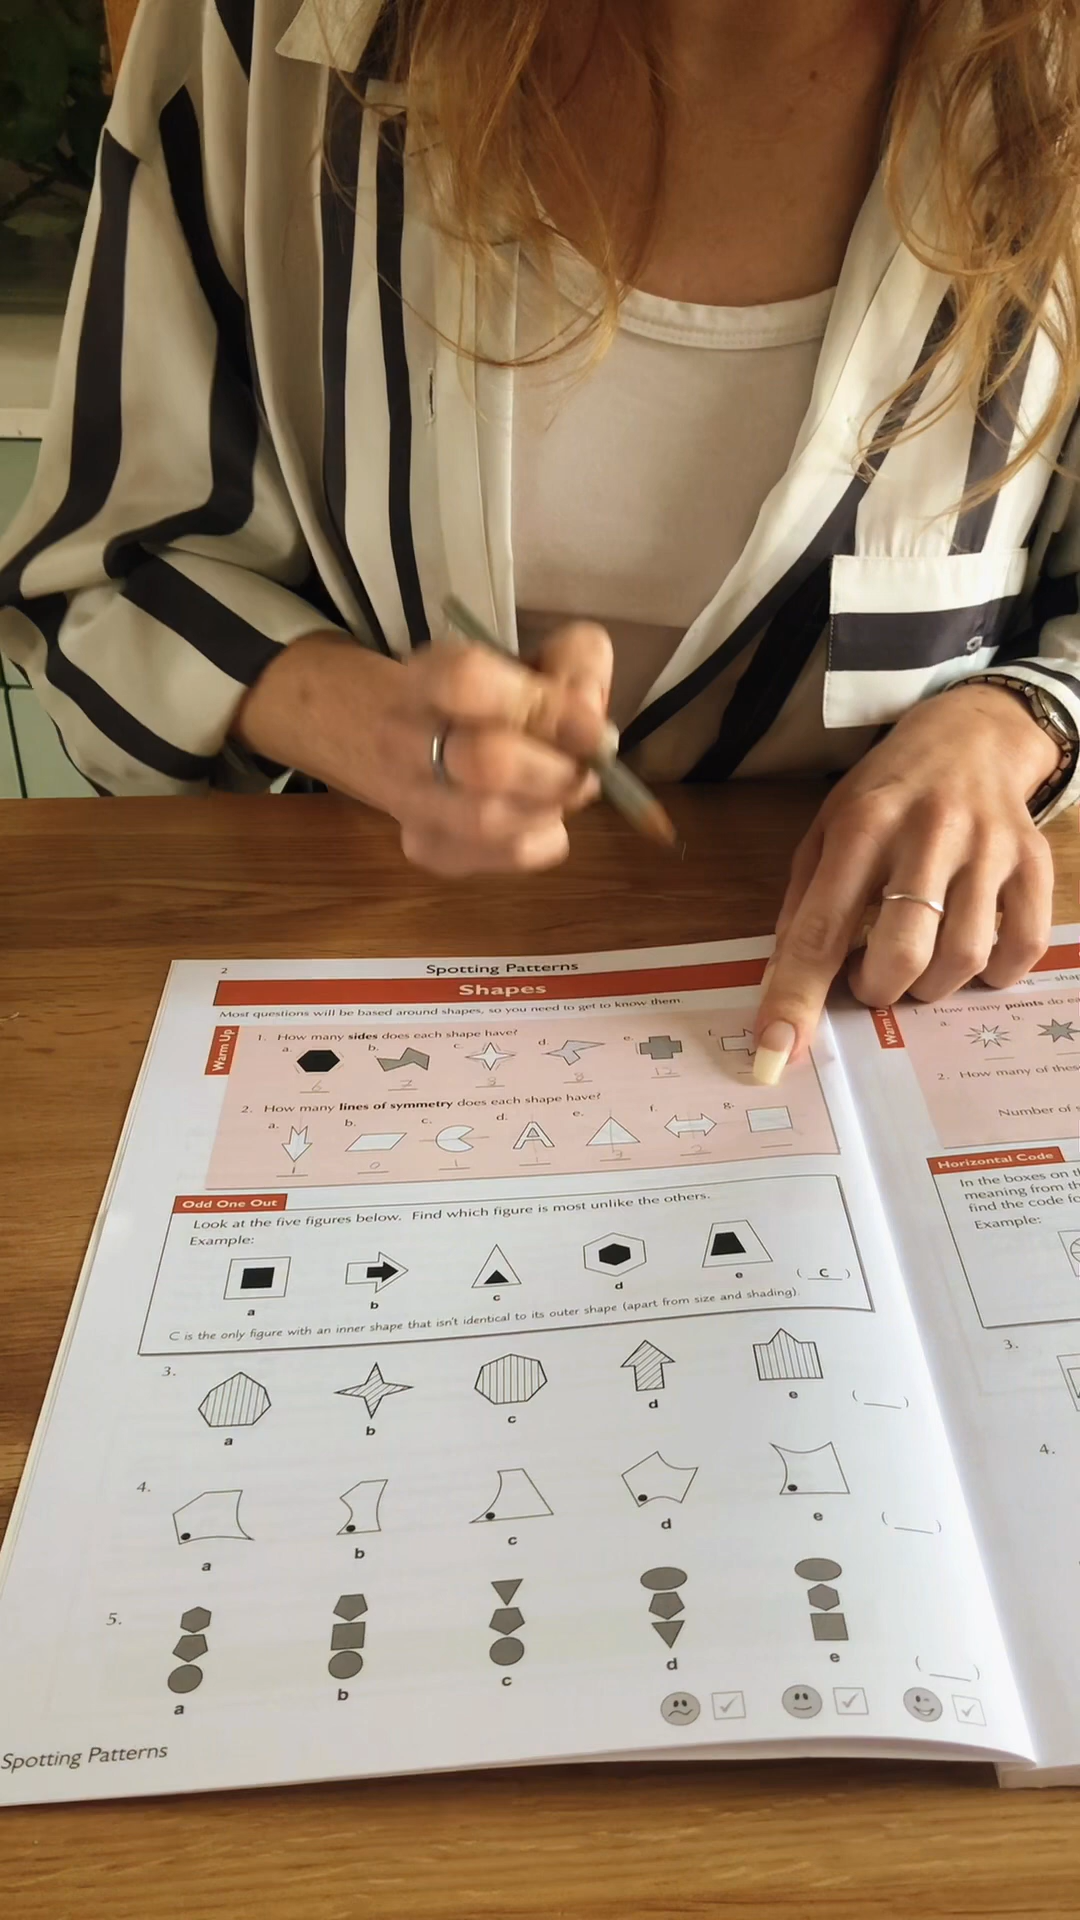 2
Spotting Patterns
Shapes
Most questions will be based around shapes, so you need to get to know them.
Warm Up
1. How many sides does each shape have?
a. b. c. d. e. f.
6 7 8 8 12
2. How many lines of symmetry does each shape have?
a. b. c. d. e. f. g.
1 0 1 1 2
Odd One Out
Look at the five figures below. Find which figure is most unlike the others.
Example:
a b c d e ( C )
C is the only figure with an inner shape that isn't identical to its outer shape (apart from size and shading).
3.
a b c d e
4.
a b c d e
5.
a b c d e
Spotting Patterns
Warm U
1. How many points do ea
a. b.
2. How many of thes
Number of s
Horizontal Code
In the boxes on t
meaning from th
find the code fo
Example:
3.
4.